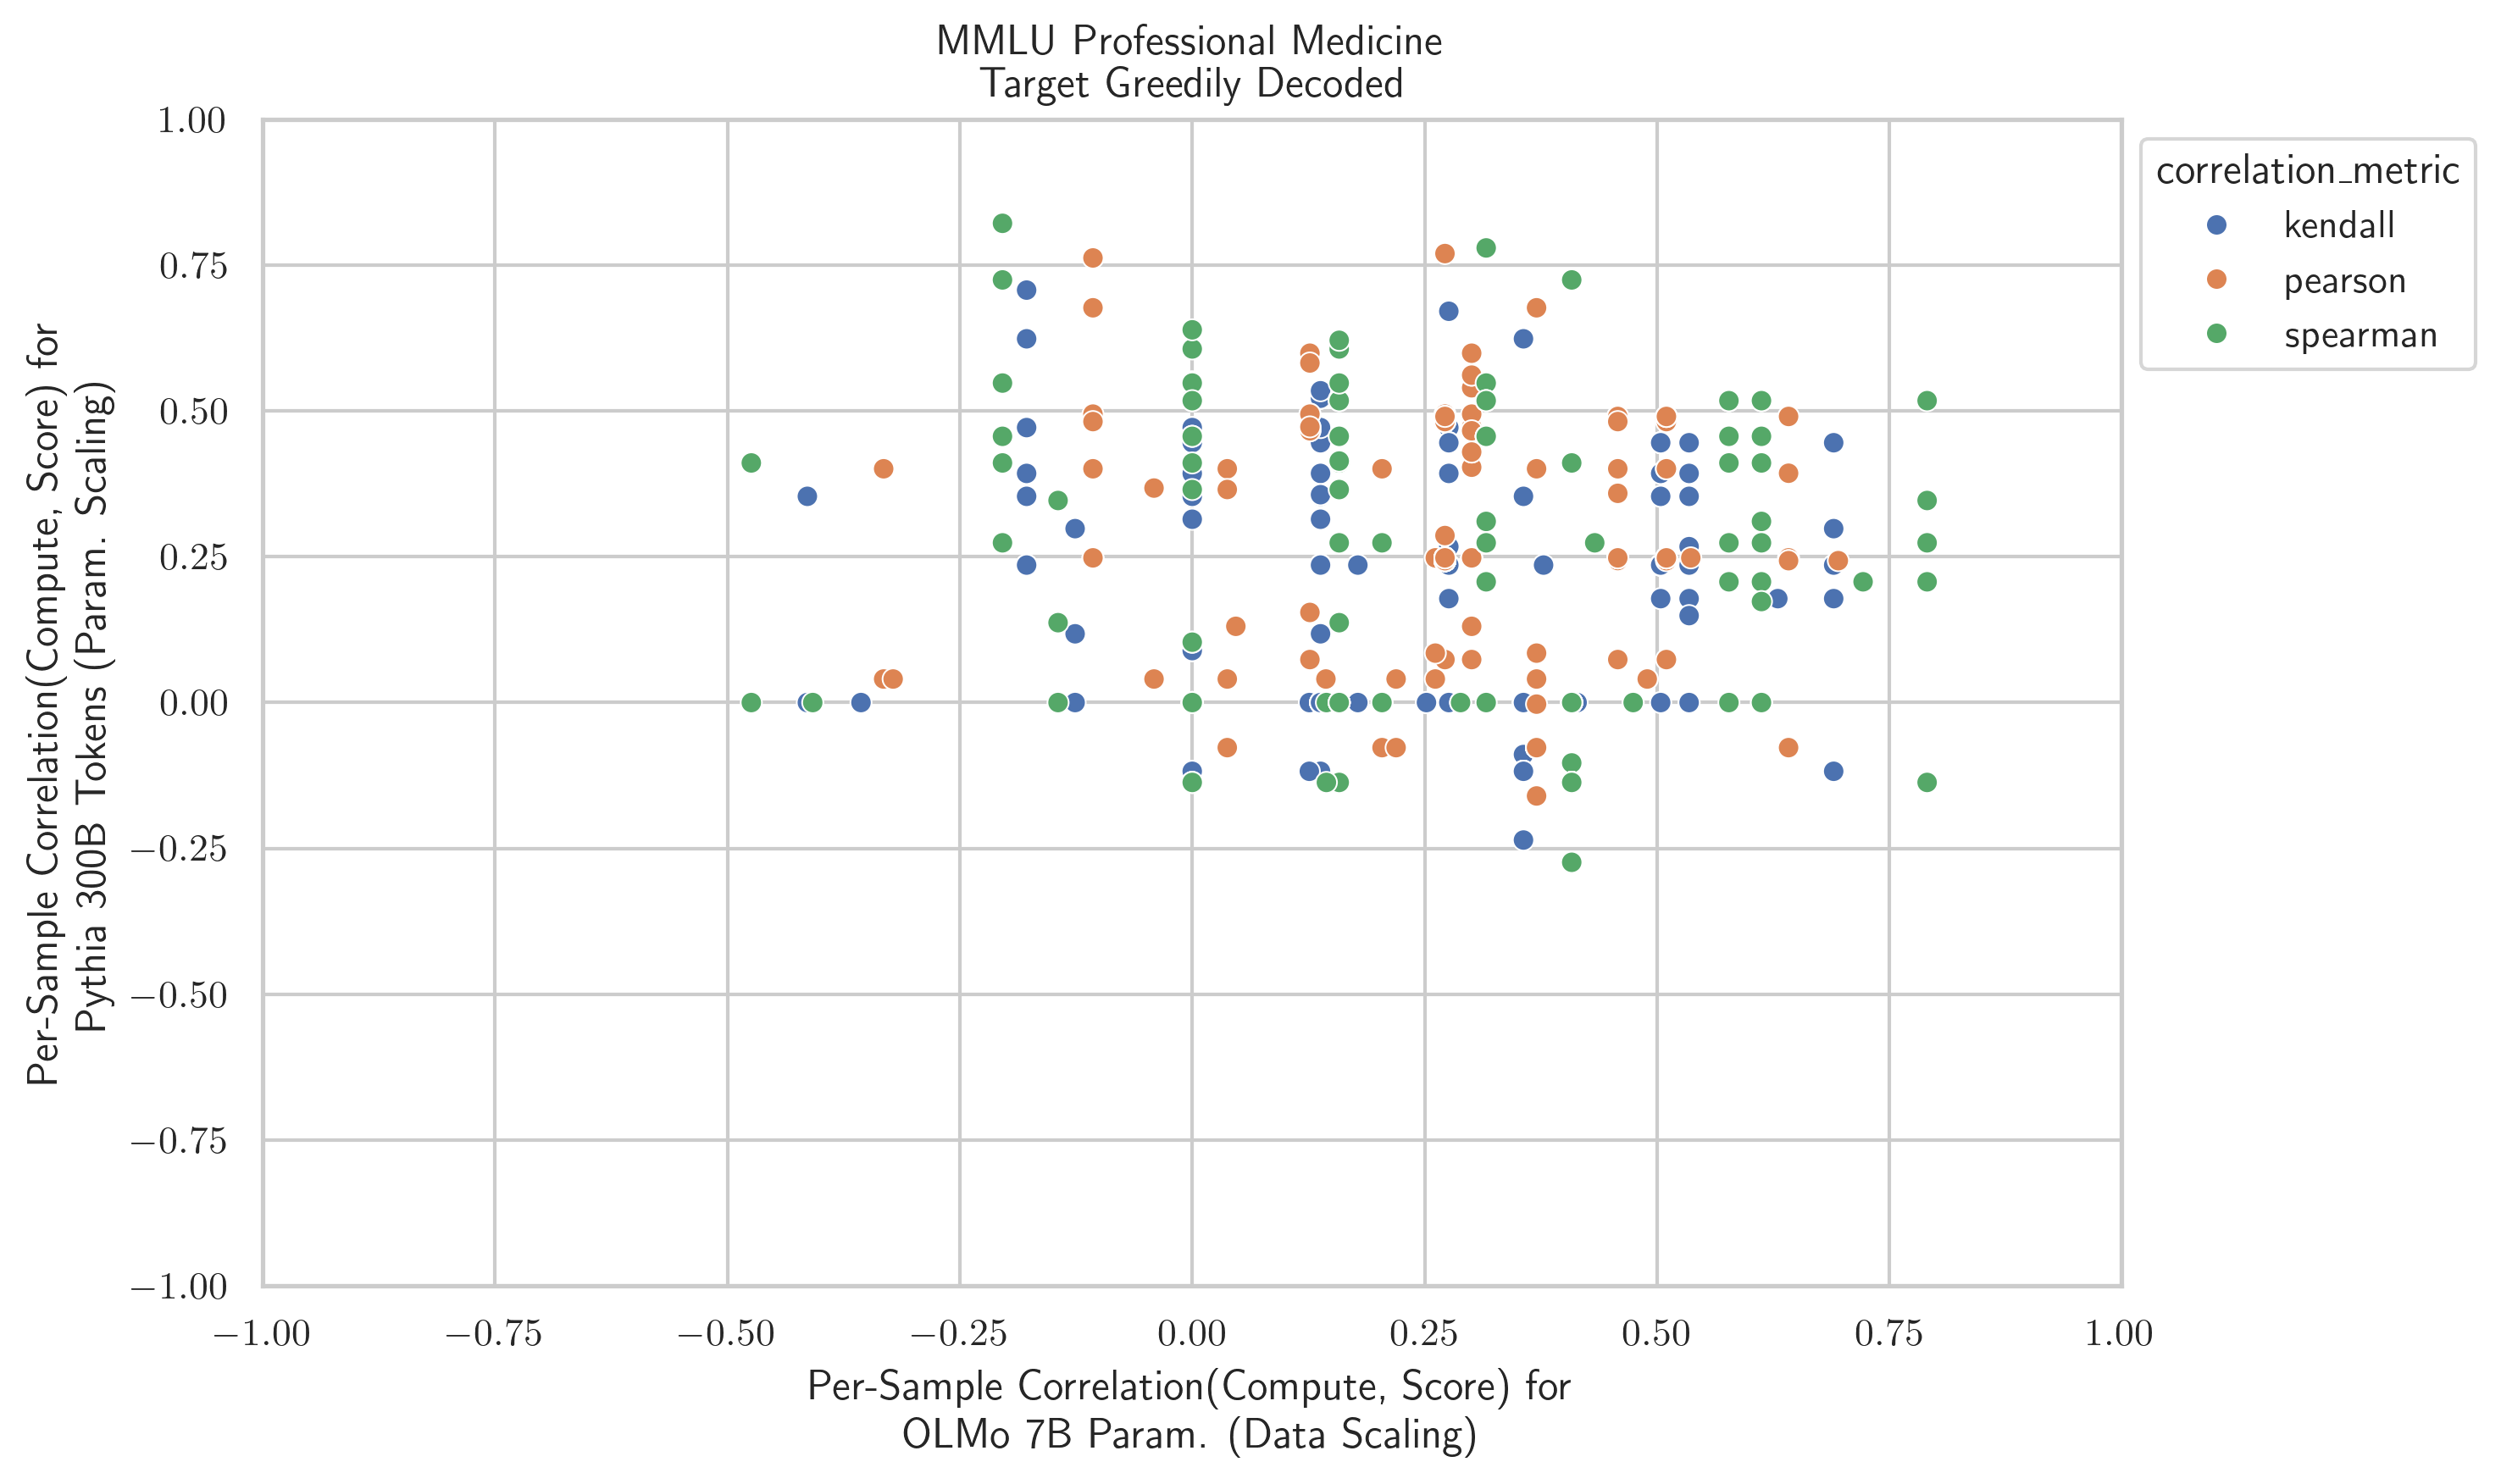 MMLU Professional Medicine
Target Greedily Decoded
1.00
0.75
0.50
0.25
0.00
−0.25
−0.50
−0.75
−1.00
Per-Sample Correlation(Compute, Score) for
Pythia 300B Tokens (Param. Scaling)
correlation_metric
kendall
pearson
spearman
−1.00 −0.75 −0.50 −0.25 0.00 0.25 0.50 0.75 1.00
Per-Sample Correlation(Compute, Score) for
OLMo 7B Param. (Data Scaling)